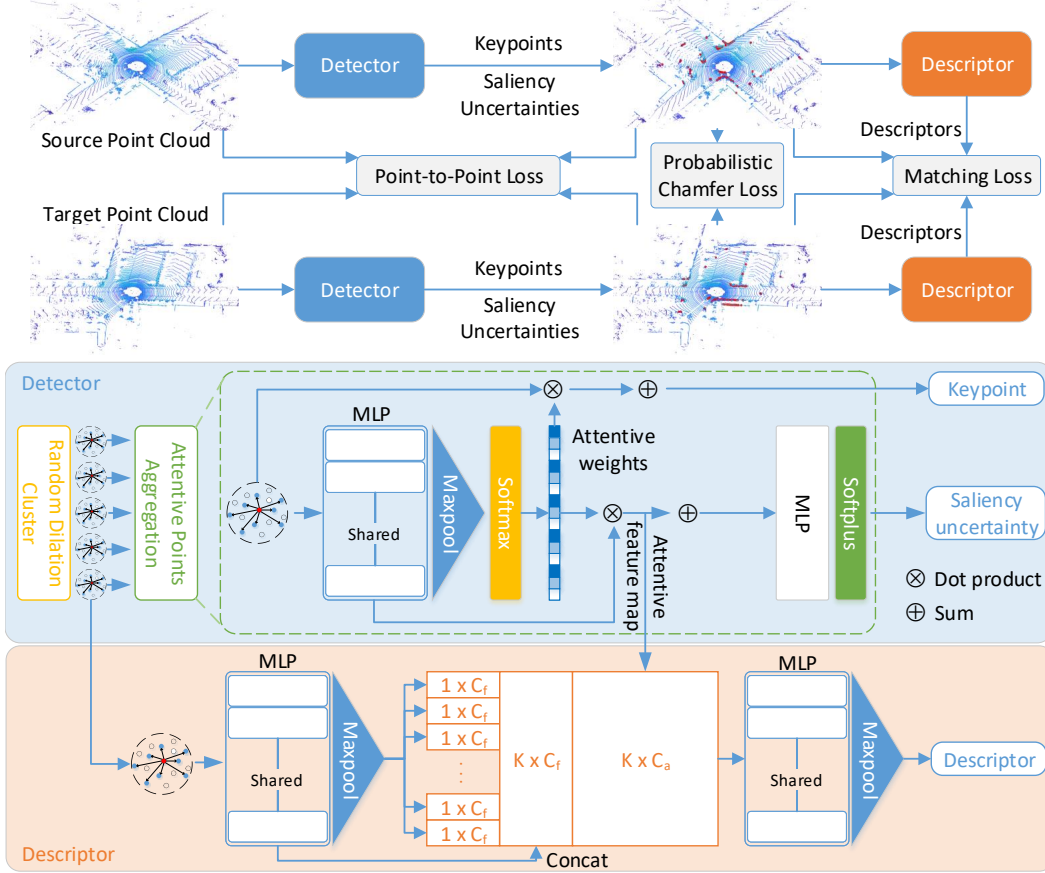 Detector
Keypoints
Saliency
Uncertainties
Descriptor
Source Point Cloud
Descriptors
Point-to-Point Loss
Probabilistic
Chamfer Loss
Matching Loss
Target Point Cloud
Descriptors
Detector
Keypoints
Saliency
Uncertainties
Descriptor
Detector
Random Dilation
Cluster
Attentive Points
Aggregation
MLP
Shared
Maxpool
Softmax
Attentive
weights
Attentive
feature map
MLP
Softplus
Keypoint
Saliency
uncertainty
⊗ Dot product
⊕ Sum
MLP
Shared
Maxpool
1 x Cf
1 x Cf
1 x Cf
⋮
1 x Cf
1 x Cf
K x Cf
K x Ca
Concat
MLP
Shared
Maxpool
Descriptor
Descriptor